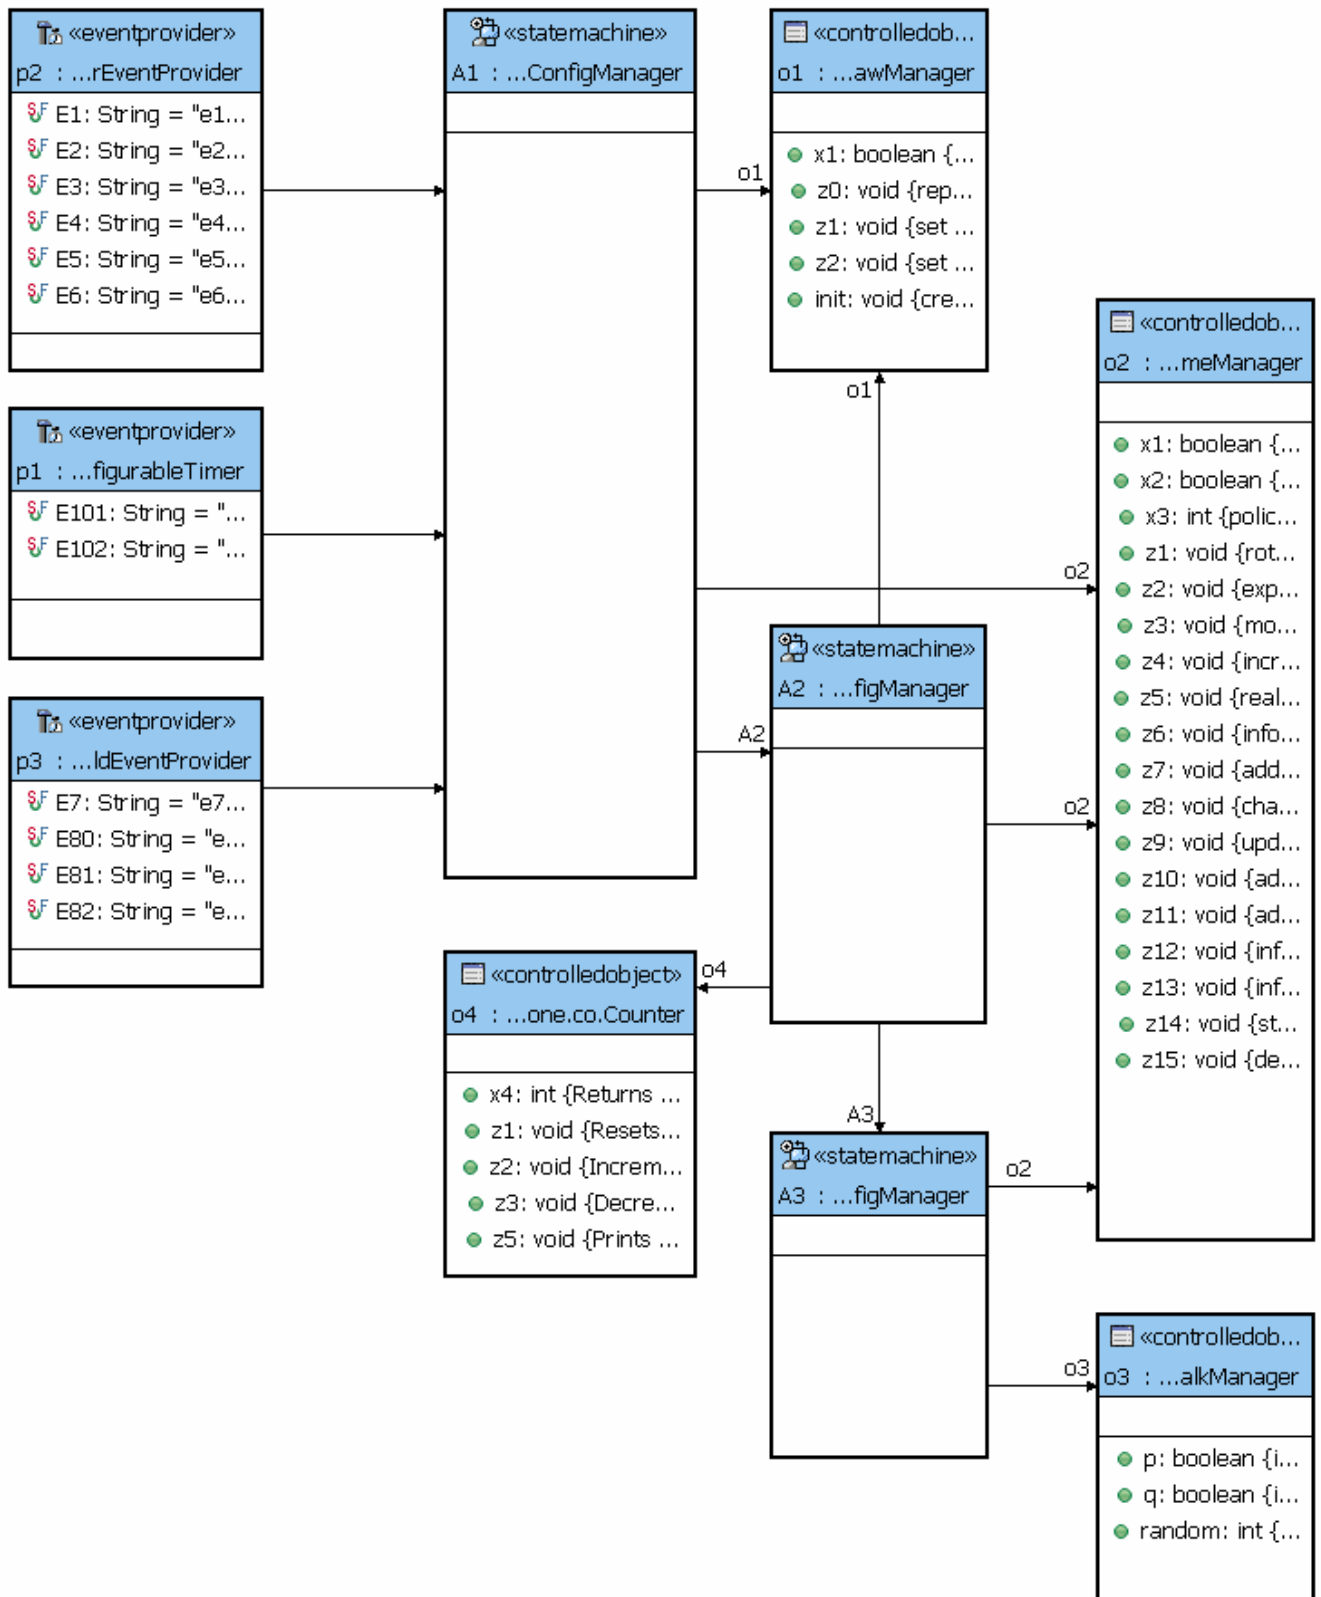 «eventprovider»
p2 : ...rEventProvider
E1: String = "e1...
E2: String = "e2...
E3: String = "e3...
E4: String = "e4...
E5: String = "e5...
E6: String = "e6...
«eventprovider»
p1 : ...figurableTimer
E101: String = "...
E102: String = "...
«eventprovider»
p3 : ...ldEventProvider
E7: String = "e7...
E80: String = "e...
E81: String = "e...
E82: String = "e...
«statemachine»
A1 : ...ConfigManager
o1
«controlledob...
o1 : ...awManager
x1: boolean {...
z0: void {rep...
z1: void {set ...
z2: void {set ...
init: void {cre...
o1
o2
A2
«statemachine»
A2 : ...figManager
o2
o4
A3
«controlledobject»
o4 : ...one.co.Counter
x4: int {Returns ...
z1: void {Resets...
z2: void {Increm...
z3: void {Decre...
z5: void {Prints ...
«statemachine»
A3 : ...figManager
o2
o3
«controlledob...
o2 : ...meManager
x1: boolean {...
x2: boolean {...
x3: int {polic...
z1: void {rot...
z2: void {exp...
z3: void {mo...
z4: void {incr...
z5: void {real...
z6: void {info...
z7: void {add...
z8: void {cha...
z9: void {upd...
z10: void {ad...
z11: void {ad...
z12: void {inf...
z13: void {inf...
z14: void {st...
z15: void {de...
«controlledob...
o3 : ...alkManager
p: boolean {i...
q: boolean {i...
random: int {...